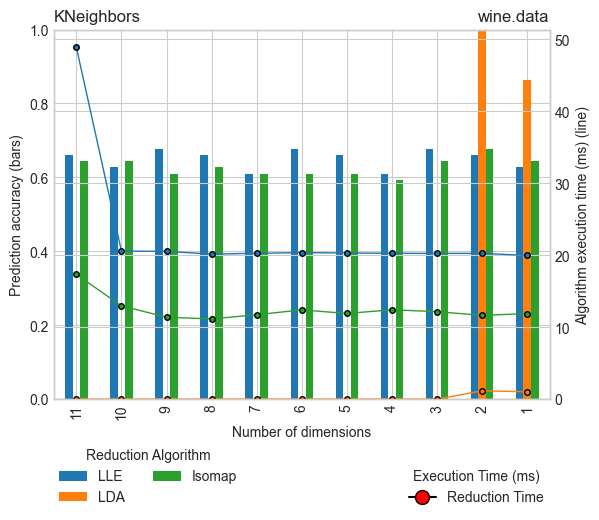 KNeighbors wine.data
1.0
0.8
0.6
0.4
0.2
0.0
50
40
30
20
10
0
Prediction accuracy (bars)
Algorithm execution time (ms) (line)
11 10 9 8 7 6 5 4 3 2 1
Number of dimensions
Reduction Algorithm
LLE Isomap
LDA
Execution Time (ms)
Reduction Time